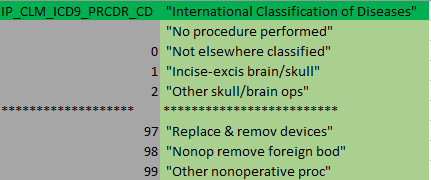 IP_CLM_ICD9_PRCDR_CD "International Classification of Diseases"
"No procedure performed"
0 "Not elsewhere classified"
1 "Incise-excis brain/skull"
2 "Other skull/brain ops"
****************** ************************
97 "Replace & remov devices"
98 "Nonop remove foreign bod"
99 "Other nonoperative proc"